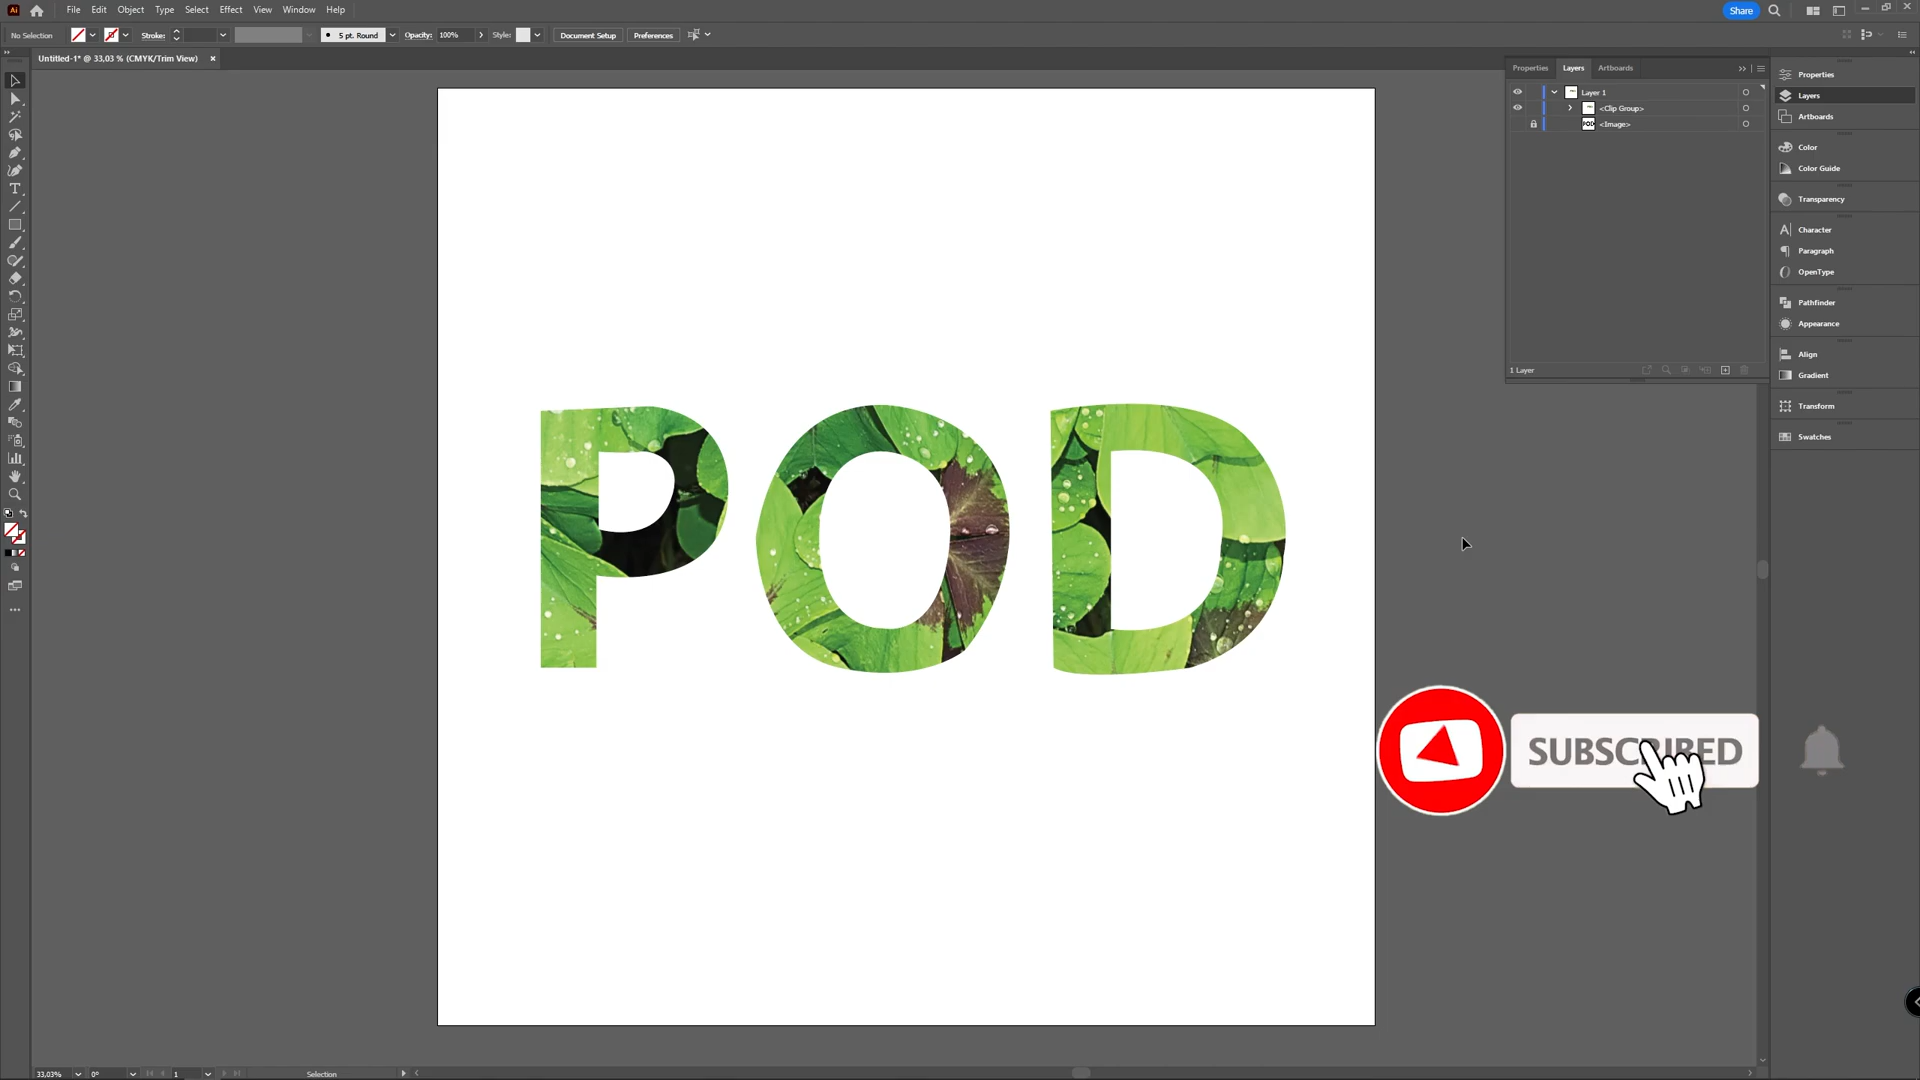 Ai File Edit Object Type Select Effect View Window Help Share
No Selection Stroke: 5 pt. Round Opacity: 100% Style: Document Setup Preferences
Untitled-1* @ 33,03 % (CMYK/Trim View) ×
Properties Layers Artboards
Layer 1
<Clip Group>
POD <Image>
1 Layer
Properties
Layers
Artboards
Color
Color Guide
Transparency
Character
Paragraph
OpenType
Pathfinder
Appearance
Align
Gradient
Transform
Swatches
POD
SUBSCRIBED
33,03% 0° 1 Selection